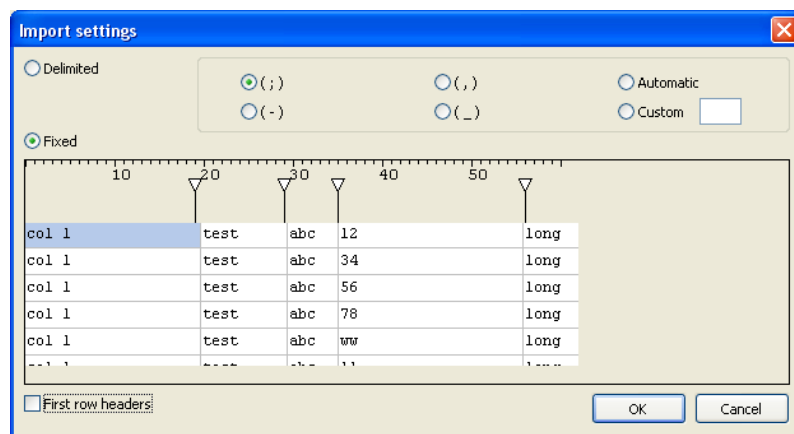 Import settings
Delimited
(;) (,) Automatic
(-) (_) Custom
Fixed
10 20 30 40 50
col 1 test abc 12 long
col 1 test abc 34 long
col 1 test abc 56 long
col 1 test abc 78 long
col 1 test abc ww long
First row headers
OK Cancel